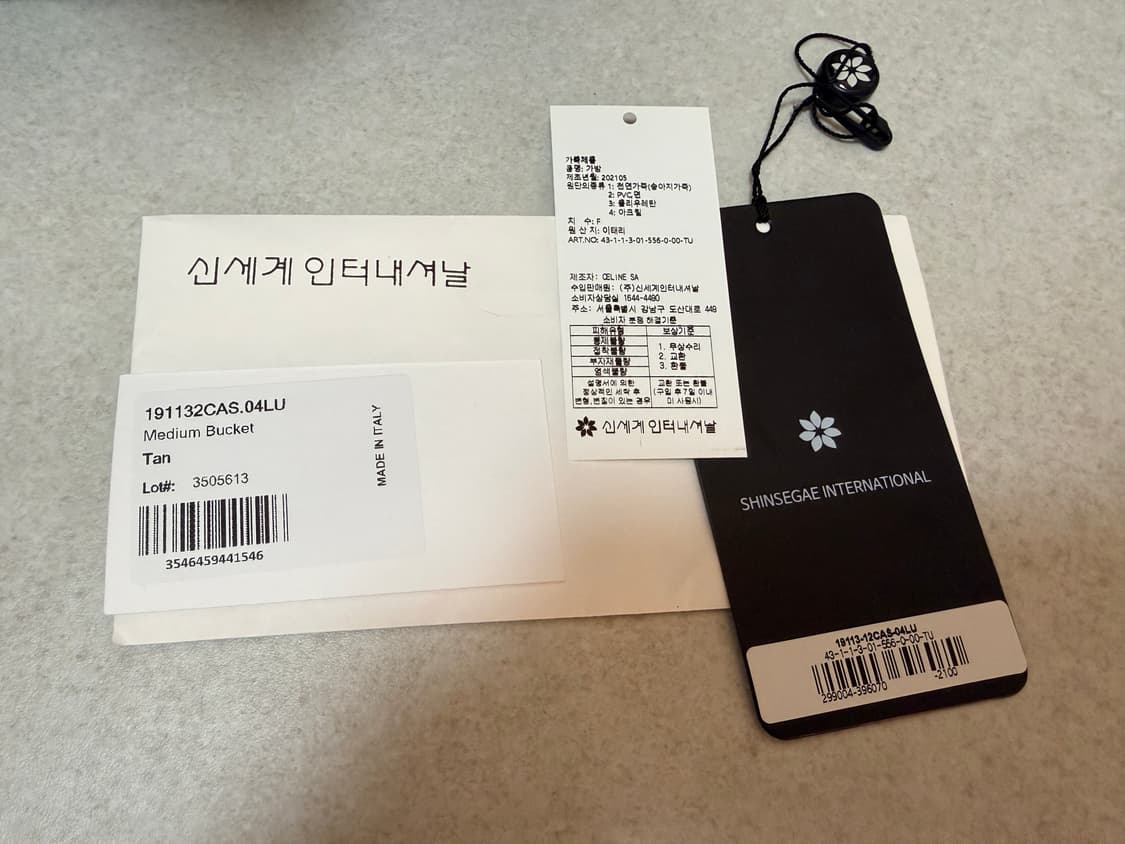 신세계인터내셔날
191132CAS.04LU
Medium Bucket
Tan
Lot#: 3505613
3546459441546
MADE IN ITALY
가죽제품
품명: 가방
제조년월: 202105
원단의종류 1: 천연가죽(송아지가죽)
2: PVC,면
3: 폴리우레탄
4: 아크릴
치 수: F
원 산 지: 이태리
ART.NO: 43-1-1-3-01-556-0-00-TU
제조자: CELINE SA
수입판매원: (주)신세계인터내셔날
소비자상담실 1644-4490
주소: 서울특별시 강남구 도산대로 449
소비자 분쟁 해결기준
피해유형 보상기준
봉제불량
접착불량
부자재불량
염색불량
1. 무상수리
2. 교환
3. 환불
설명서에 의한
정상적인 세탁 후
변형,변질이 있는 경우
교환 또는 환불
(구입 후 7일 이내
미 사용시)
신세계인터내셔날
SHINSEGAE INTERNATIONAL
19113-12CAS-04LU
43-1-1-3-01-556-0-00-TU
299004-396070 -2100